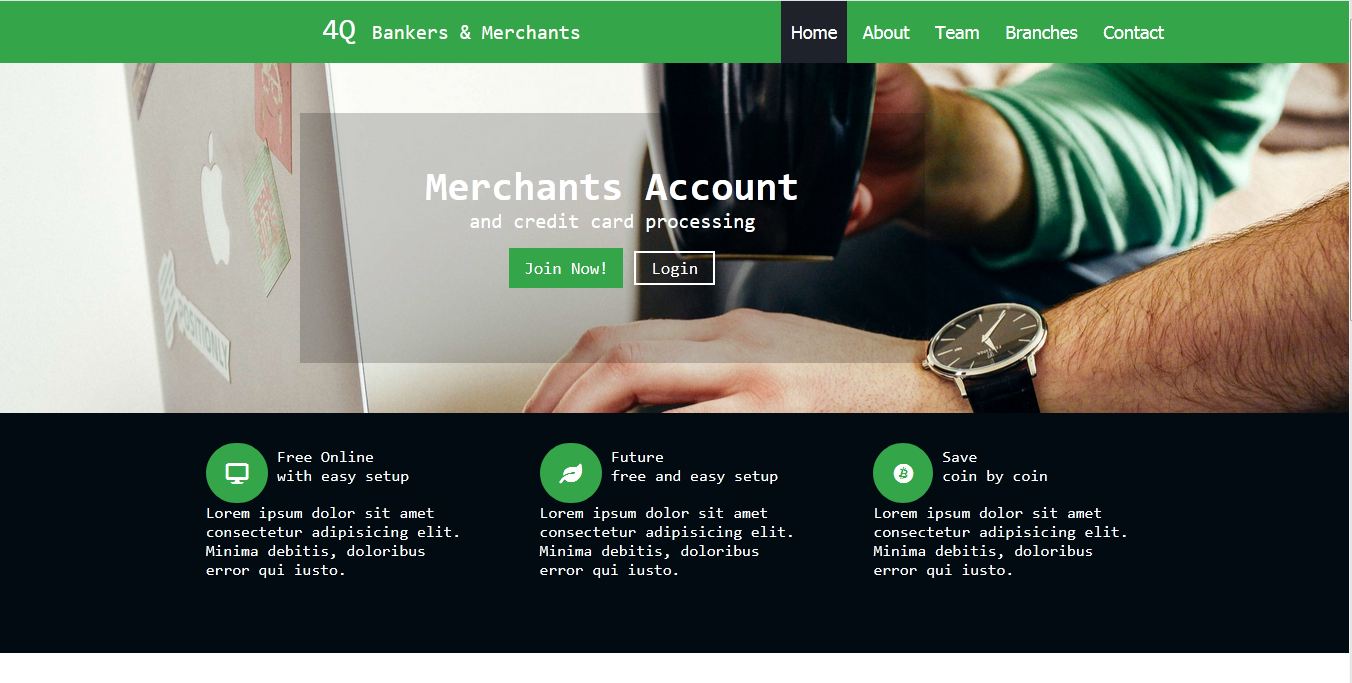 4Q Bankers & Merchants
Home About Team Branches Contact
POSITIONLY
Merchants Account
and credit card processing
Join Now! Login
Free Online
with easy setup
Lorem ipsum dolor sit amet
consectetur adipisicing elit.
Minima debitis, doloribus
error qui iusto.
Future
free and easy setup
Lorem ipsum dolor sit amet
consectetur adipisicing elit.
Minima debitis, doloribus
error qui iusto.
Save
coin by coin
Lorem ipsum dolor sit amet
consectetur adipisicing elit.
Minima debitis, doloribus
error qui iusto.